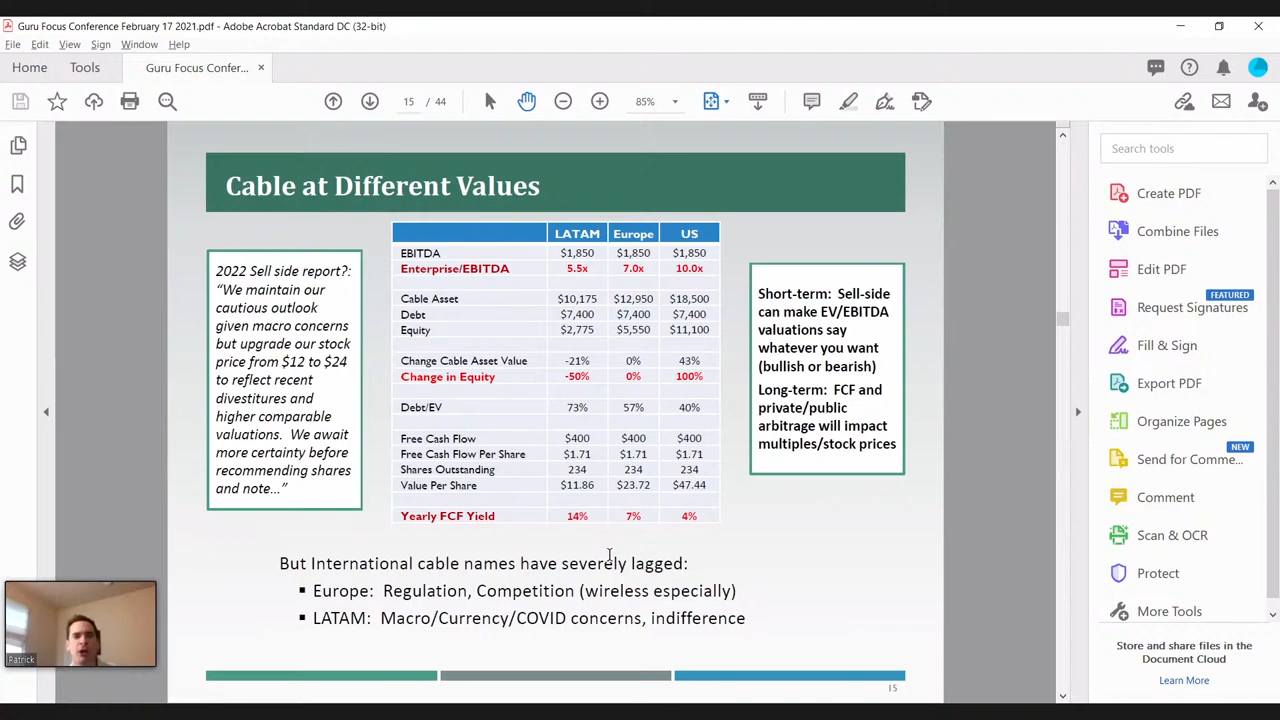 Guru Focus Conference February 17 2021.pdf - Adobe Acrobat Standard DC (32-bit)
File Edit View Sign Window Help
Home Tools Guru Focus Confer... ×
15 / 44 85%
Search tools
Cable at Different Values
2022 Sell side report?:
“We maintain our
cautious outlook
given macro concerns
but upgrade our stock
price from $12 to $24
to reflect recent
divestitures and
higher comparable
valuations. We await
more certainty before
recommending shares
and note...”
LATAM Europe US
EBITDA $1,850 $1,850 $1,850
Enterprise/EBITDA 5.5x 7.0x 10.0x
Cable Asset $10,175 $12,950 $18,500
Debt $7,400 $7,400 $7,400
Equity $2,775 $5,550 $11,100
Change Cable Asset Value -21% 0% 43%
Change in Equity -50% 0% 100%
Debt/EV 73% 57% 40%
Free Cash Flow $400 $400 $400
Free Cash Flow Per Share $1.71 $1.71 $1.71
Shares Outstanding 234 234 234
Value Per Share $11.86 $23.72 $47.44
Yearly FCF Yield 14% 7% 4%
Short-term: Sell-side
can make EV/EBITDA
valuations say
whatever you want
(bullish or bearish)
Long-term: FCF and
private/public
arbitrage will impact
multiples/stock prices
But International cable names have severely lagged:
▪ Europe: Regulation, Competition (wireless especially)
▪ LATAM: Macro/Currency/COVID concerns, indifference
15
Patrick
Create PDF
Combine Files
Edit PDF
FEATURED
Request Signatures
Fill & Sign
Export PDF
Organize Pages
NEW
Send for Comme...
Comment
Scan & OCR
Protect
More Tools
Store and share files in the
Document Cloud
Learn More